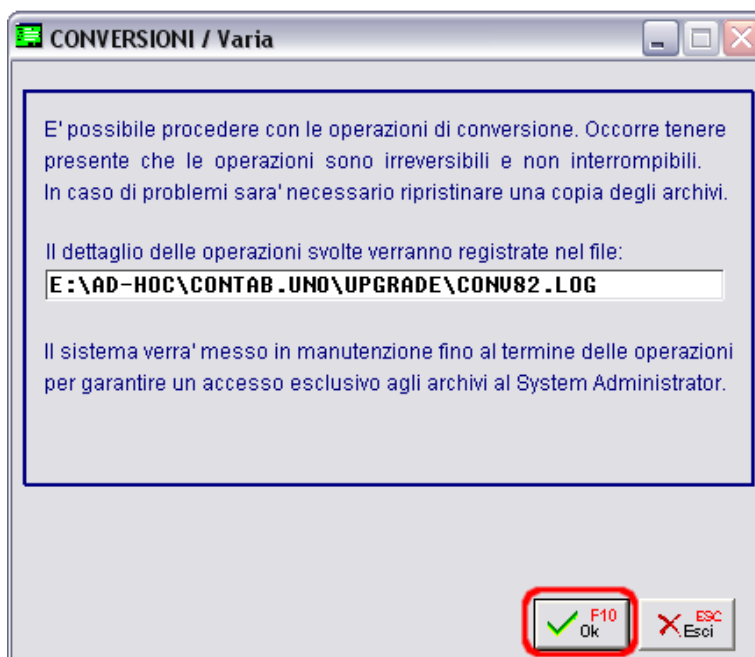 CONVERSIONI / Varia
E' possibile procedere con le operazioni di conversione. Occorre tenere
presente che le operazioni sono irreversibili e non interrompibili.
In caso di problemi sara' necessario ripristinare una copia degli archivi.
Il dettaglio delle operazioni svolte verranno registrate nel file:
E:\AD-HOC\CONTAB.UNO\UPGRADE\CONV82.LOG
Il sistema verra' messo in manutenzione fino al termine delle operazioni
per garantire un accesso esclusivo agli archivi al System Administrator.
F10 ESC
Ok Esci